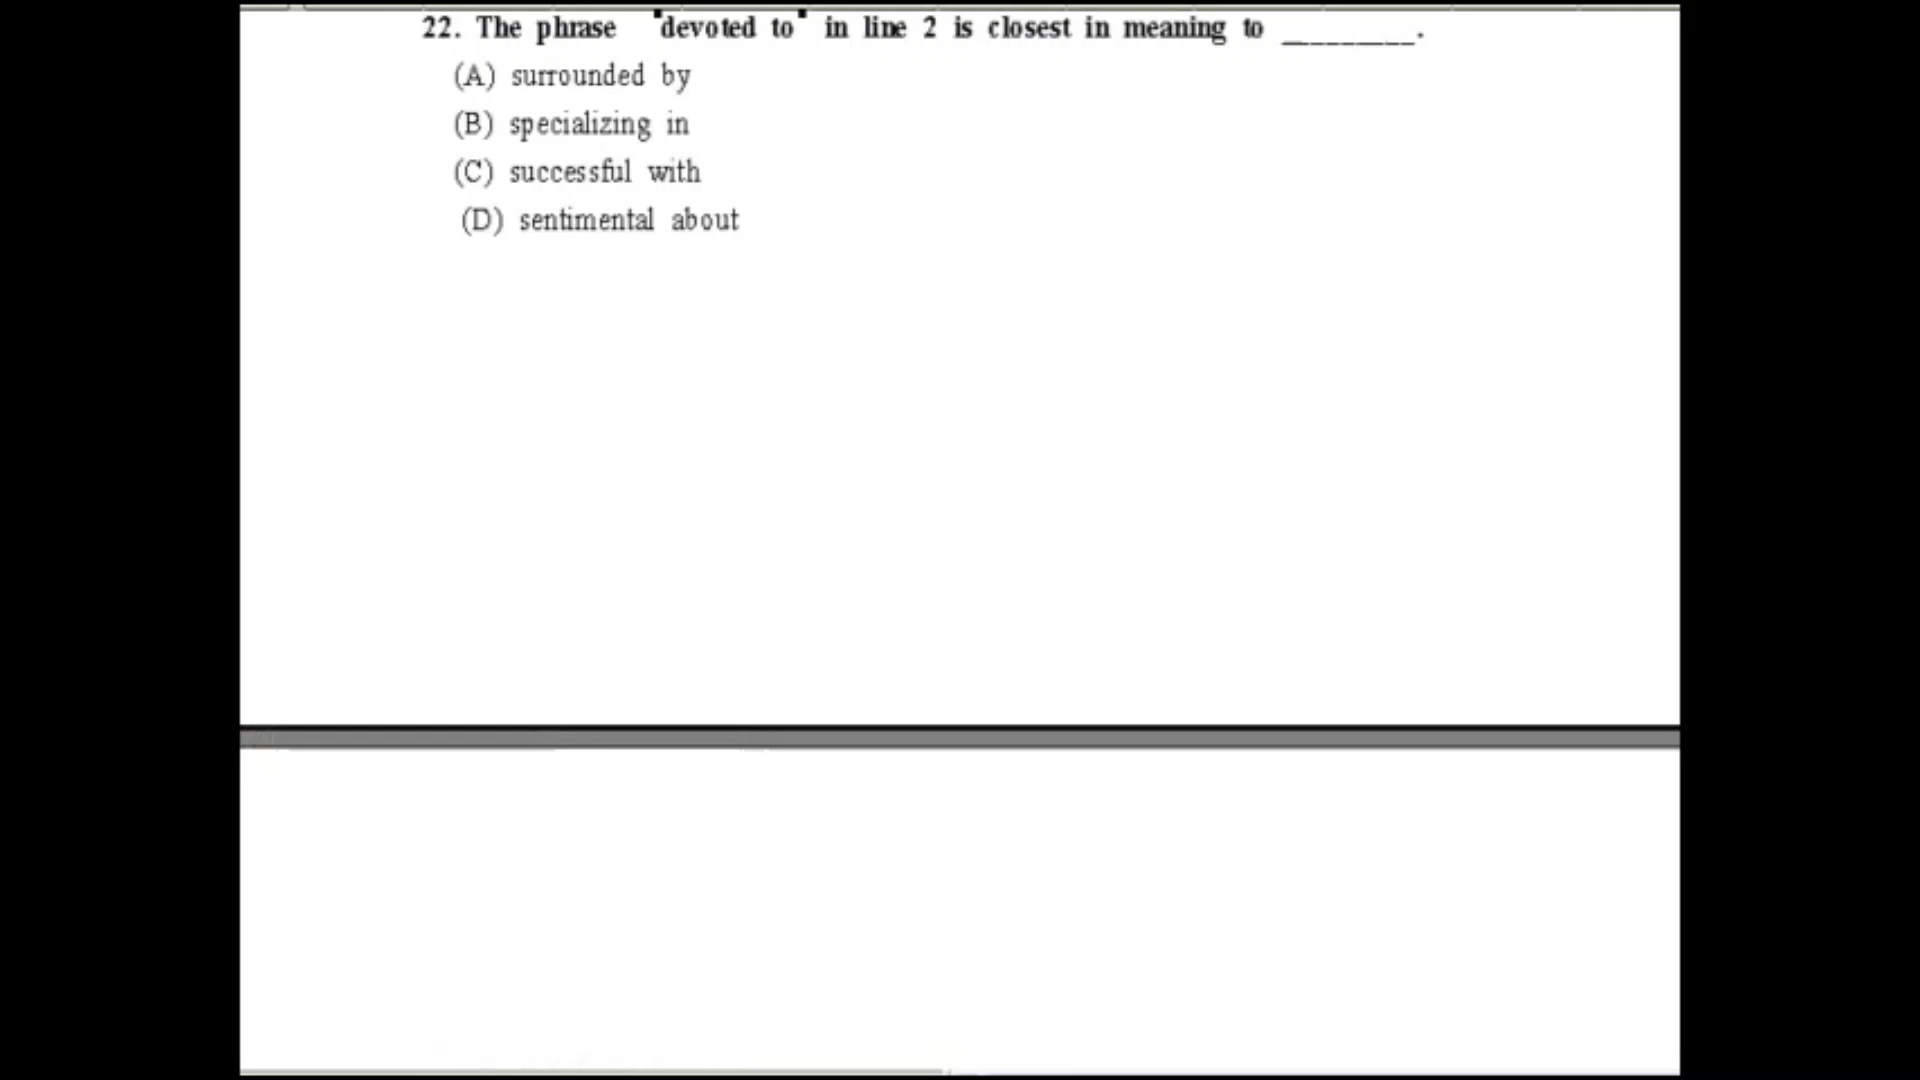 22. The phrase "devoted to" in line 2 is closest in meaning to _________.
(A) surrounded by
(B) specializing in
(C) successful with
(D) sentimental about